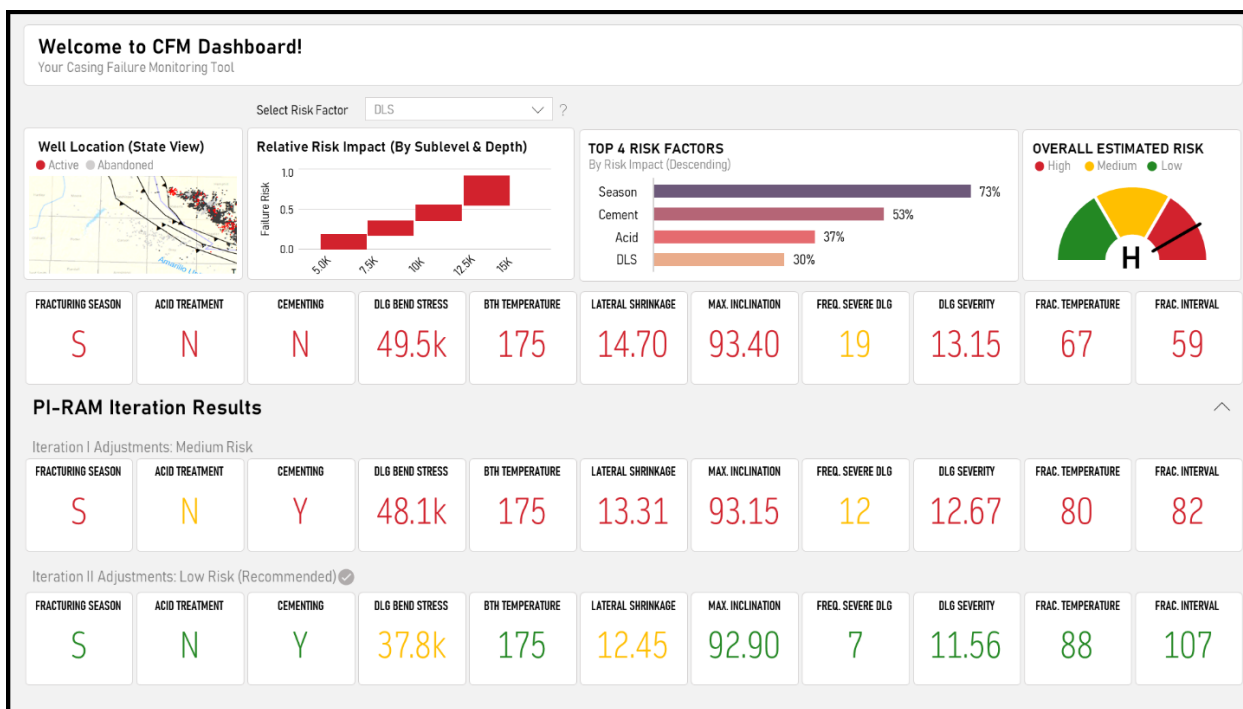 Welcome to CFM Dashboard!
Your Casing Failure Monitoring Tool
Select Risk Factor DLS ?
Well Location (State View)
Active Abandoned
Amarillo
T
Relative Risk Impact (By Sublevel & Depth)
Failure Risk
1.0
0.5
0.0
5.0K 7.5K 10K 12.5K 15K
TOP 4 RISK FACTORS
By Risk Impact (Descending)
Season 73%
Cement 53%
Acid 37%
DLS 30%
OVERALL ESTIMATED RISK
High Medium Low
H
FRACTURING SEASON ACID TREATMENT CEMENTING DLG BEND STRESS BTH TEMPERATURE LATERAL SHRINKAGE MAX. INCLINATION FREQ. SEVERE DLG DLG SEVERITY FRAC. TEMPERATURE FRAC. INTERVAL
S N N 49.5k 175 14.70 93.40 19 13.15 67 59
PI-RAM Iteration Results
Iteration I Adjustments: Medium Risk
FRACTURING SEASON ACID TREATMENT CEMENTING DLG BEND STRESS BTH TEMPERATURE LATERAL SHRINKAGE MAX. INCLINATION FREQ. SEVERE DLG DLG SEVERITY FRAC. TEMPERATURE FRAC. INTERVAL
S N Y 48.1k 175 13.31 93.15 12 12.67 80 82
Iteration II Adjustments: Low Risk (Recommended)
FRACTURING SEASON ACID TREATMENT CEMENTING DLG BEND STRESS BTH TEMPERATURE LATERAL SHRINKAGE MAX. INCLINATION FREQ. SEVERE DLG DLG SEVERITY FRAC. TEMPERATURE FRAC. INTERVAL
S N Y 37.8k 175 12.45 92.90 7 11.56 88 107